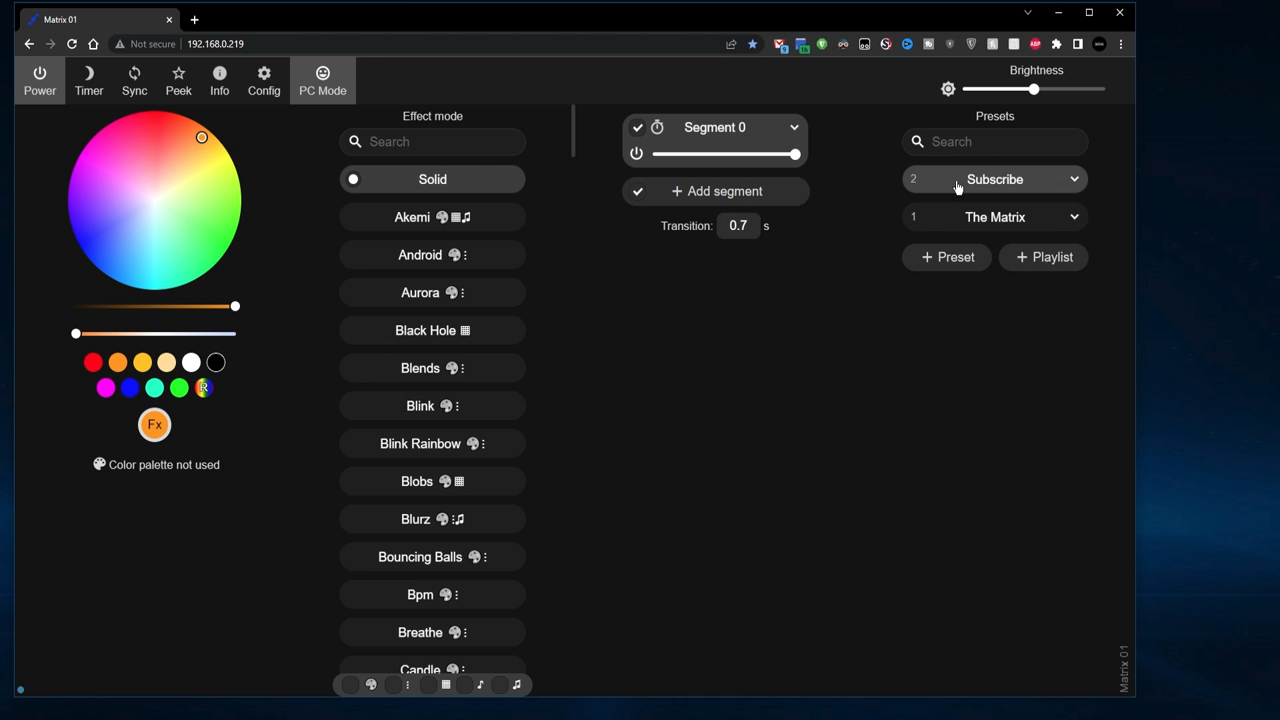 Matrix 01
Not secure
192.168.0.219
Power
Timer
Sync
Peek
Info
Config
PC Mode
Brightness
Effect mode
Search
Solid
Akemi
Android
Aurora
Black Hole
Blends
Blink
Blink Rainbow
Blobs
Blurz
Bouncing Balls
Bpm
Breathe
Candle
R
Fx
Color palette not used
Segment 0
+ Add segment
Transition: 0.7 s
Presets
Search
2 Subscribe
1 The Matrix
+ Preset
+ Playlist
Matrix 01